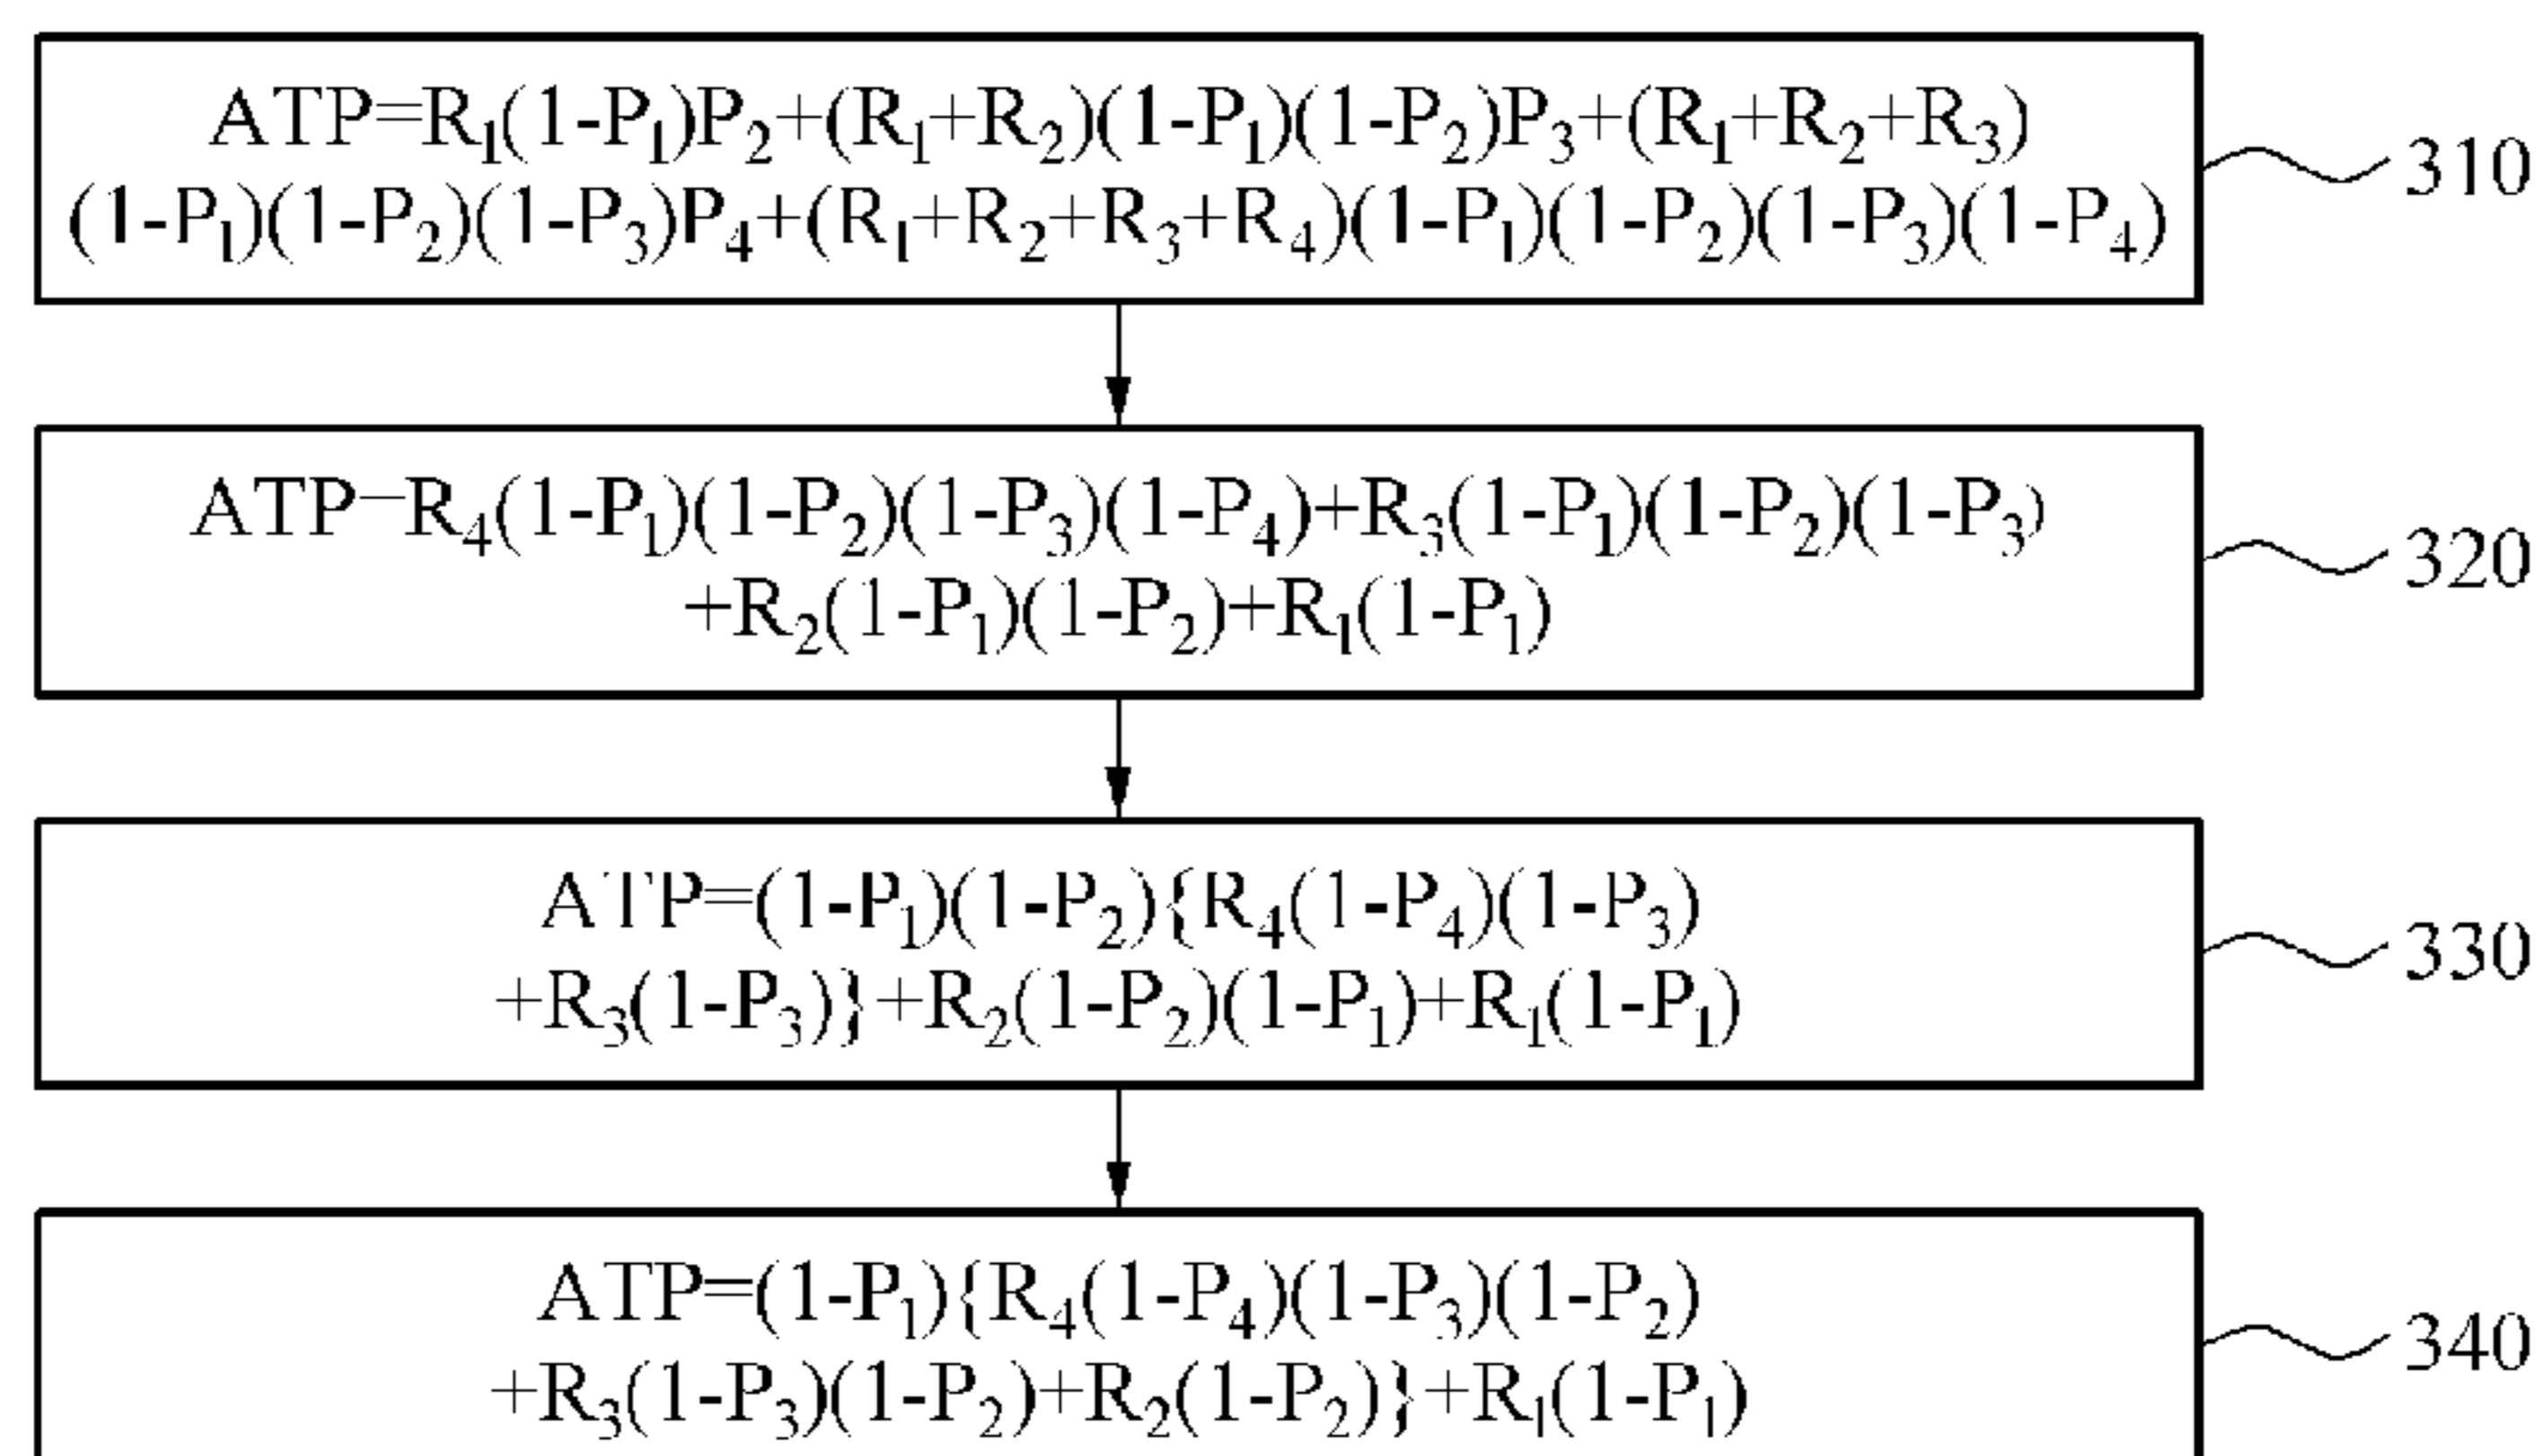 ATP=R₁(1-P₁)P₂+(R₁+R₂)(1-P₁)(1-P₂)P₃+(R₁+R₂+R₃)
(1-P₁)(1-P₂)(1-P₃)P₄+(R₁+R₂+R₃+R₄)(1-P₁)(1-P₂)(1-P₃)(1-P₄)
310
ATP=R₄(1-P₁)(1-P₂)(1-P₃)(1-P₄)+R₃(1-P₁)(1-P₂)(1-P₃)
+R₂(1-P₁)(1-P₂)+R₁(1-P₁)
320
ATP=(1-P₁)(1-P₂){R₄(1-P₄)(1-P₃)
+R₃(1-P₃)}+R₂(1-P₂)(1-P₁)+R₁(1-P₁)
330
ATP=(1-P₁){R₄(1-P₄)(1-P₃)(1-P₂)
+R₃(1-P₃)(1-P₂)+R₂(1-P₂)}+R₁(1-P₁)
340